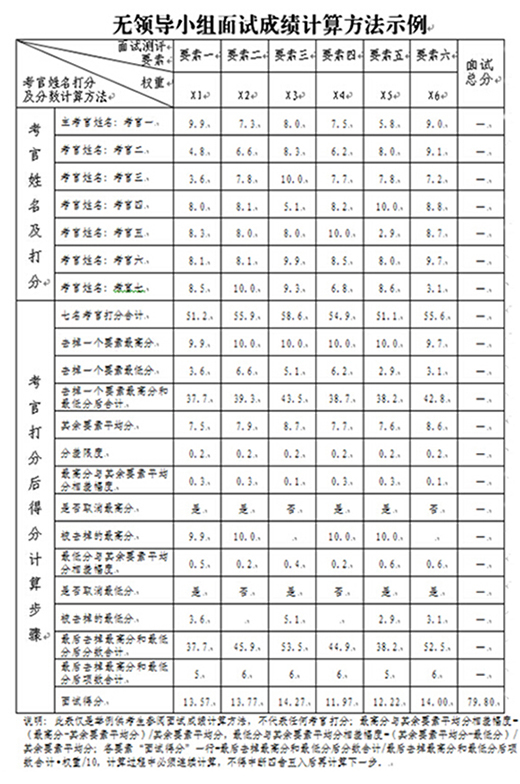 无领导小组面试成绩计算方法示例
面试测评要素 要素一 要素二 要素三 要素四 要素五 要素六 面试总分
考官姓名打分及分数计算方法 权重 X1 X2 X3 X4 X5 X6
考官姓名及打分
主考官姓名：考官一 9.9 7.3 8.0 7.5 5.8 9.0 —
考官姓名：考官二 4.8 6.6 8.3 6.2 8.0 9.1 —
考官姓名：考官三 3.6 7.8 10.0 7.7 7.8 7.2 —
考官姓名：考官四 8.0 8.1 5.1 8.2 10.0 8.8 —
考官姓名：考官五 8.3 8.0 8.0 10.0 2.9 8.7 —
考官姓名：考官六 8.1 8.1 9.9 8.5 8.0 9.7 —
考官姓名：考官七 8.5 10.0 9.3 6.8 8.6 3.1 —
考官打分后得分计算步骤
七名考官打分合计 51.2 55.9 58.6 54.9 51.1 55.6 —
去掉一个要素最高分 9.9 10.0 10.0 10.0 10.0 9.7 —
去掉一个要素最低分 3.6 6.6 5.1 6.2 2.9 3.1 —
去掉一个要素最高分和最低分后合计 37.7 39.3 43.5 38.7 38.2 42.8 —
其余要素平均分 7.5 7.9 8.7 7.7 7.6 8.6 —
分差限度 0.2 0.2 0.2 0.2 0.2 0.2 —
最高分与其余要素平均分相差幅度 0.3 0.3 0.1 0.3 0.3 0.1 —
是否取消最高分 是 是 否 是 是 否 —
被去掉的最高分 9.9 10.0 10.0 10.0 —
最低分与其余要素平均分相差幅度 0.5 0.2 0.4 0.2 0.6 0.6 —
是否取消最低分 是 否 是 否 是 是 —
被去掉的最低分 3.6 5.1 2.9 3.1 —
最后去掉最高分和最低分后分数合计 37.7 45.9 53.5 44.9 38.2 52.5 —
最后去掉最高分和最低分后项数合计 5 6 6 6 5 6 —
面试得分 13.57 13.77 14.27 11.97 12.22 14.00 79.80
说明：此表仅是举例供考生参阅面试成绩计算方法，不代表任何考官打分；最高分与其余要素平均分相差幅度=
（最高分-其余要素平均分）/其余要素平均分，最低分与其余要素平均分相差幅度=（其余要素平均分-最低分）/
其余要素平均分；各要素“面试得分”一行=最后去掉最高分和最低分后分数合计/最后去掉最高分和最低分后项数
合计*权重/10，计算过程中必须连续计算，不得中断四舍五入后再计算下一步。